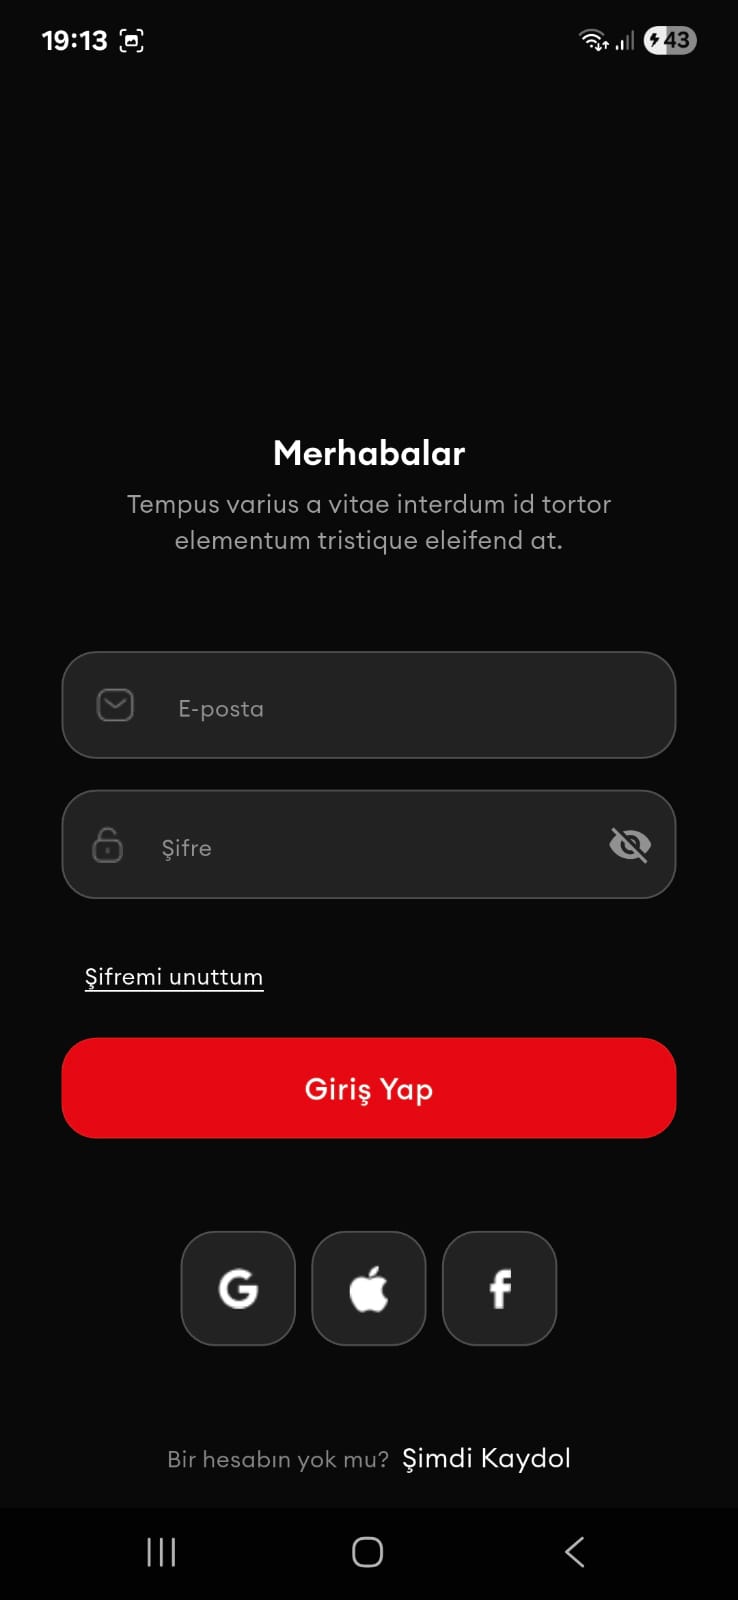 19:13
43
Merhabalar
Tempus varius a vitae interdum id tortor
elementum tristique eleifend at.
E-posta
Şifre
Şifremi unuttum
Giriş Yap
Bir hesabın yok mu? Şimdi Kaydol